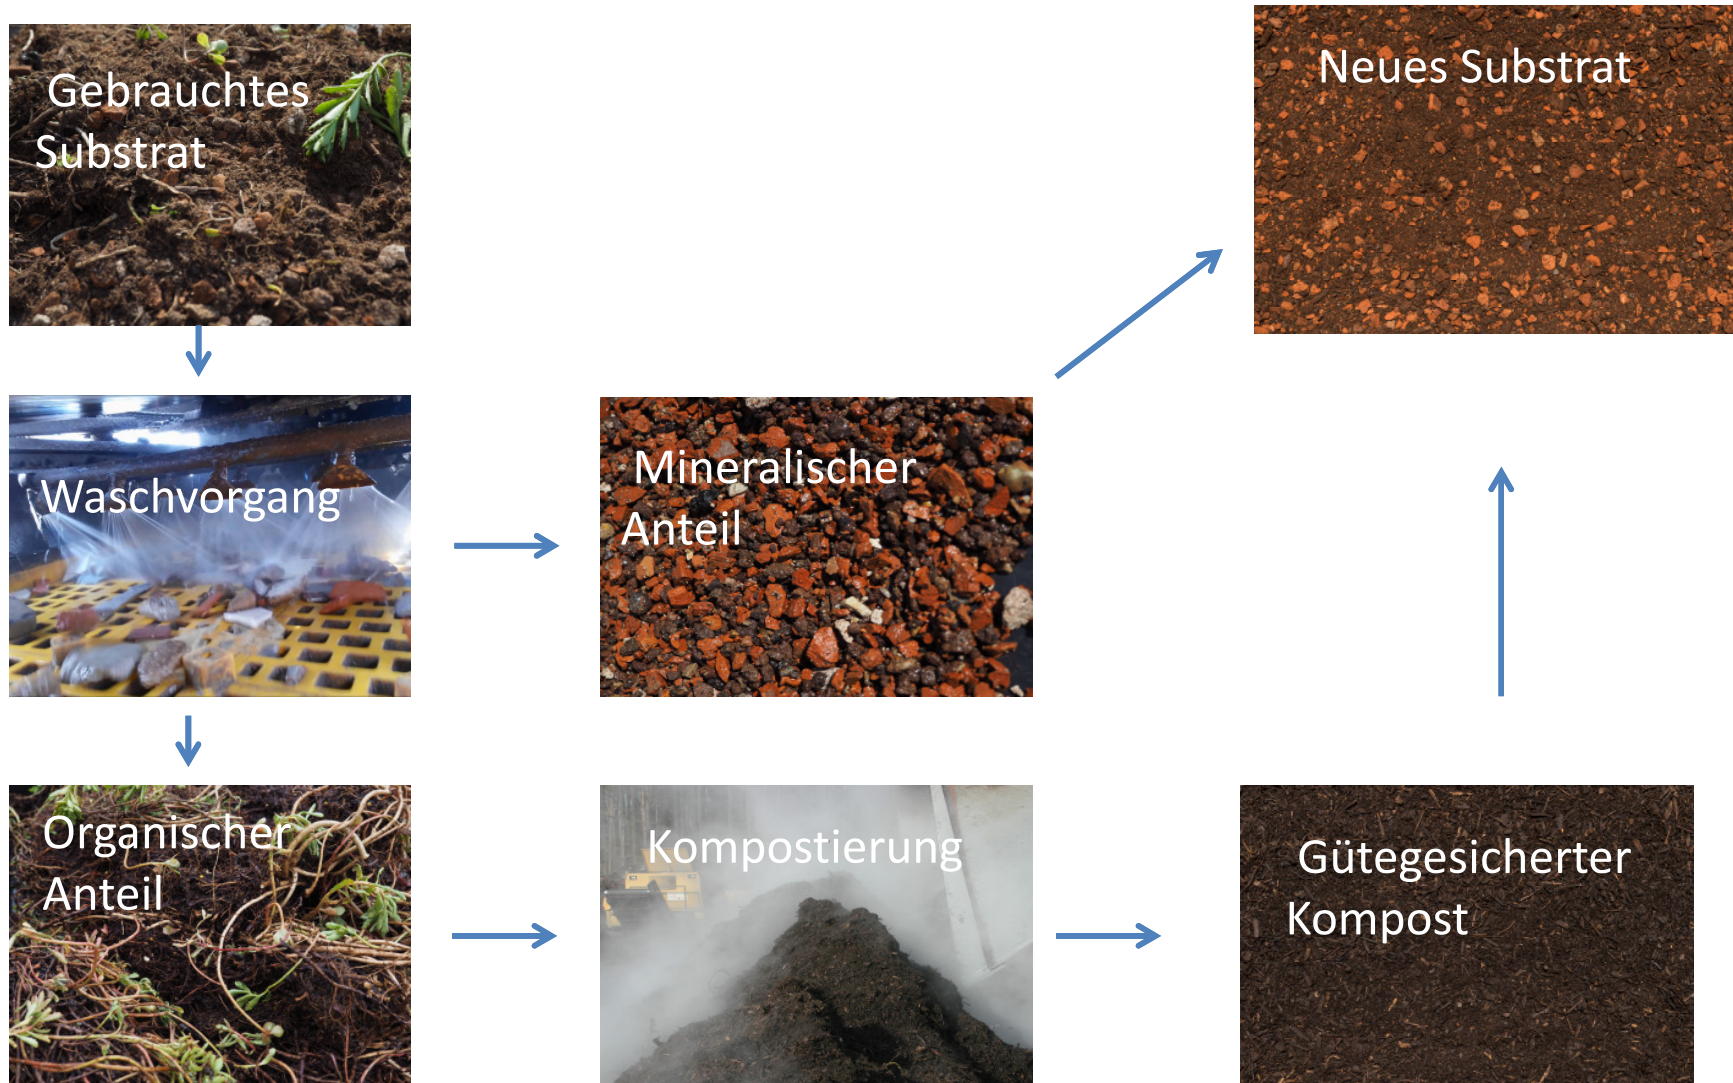 Gebrauchtes
Substrat
Neues Substrat
Waschvorgang
Mineralischer
Anteil
Organischer
Anteil
Kompostierung
Gütegesicherter
Kompost